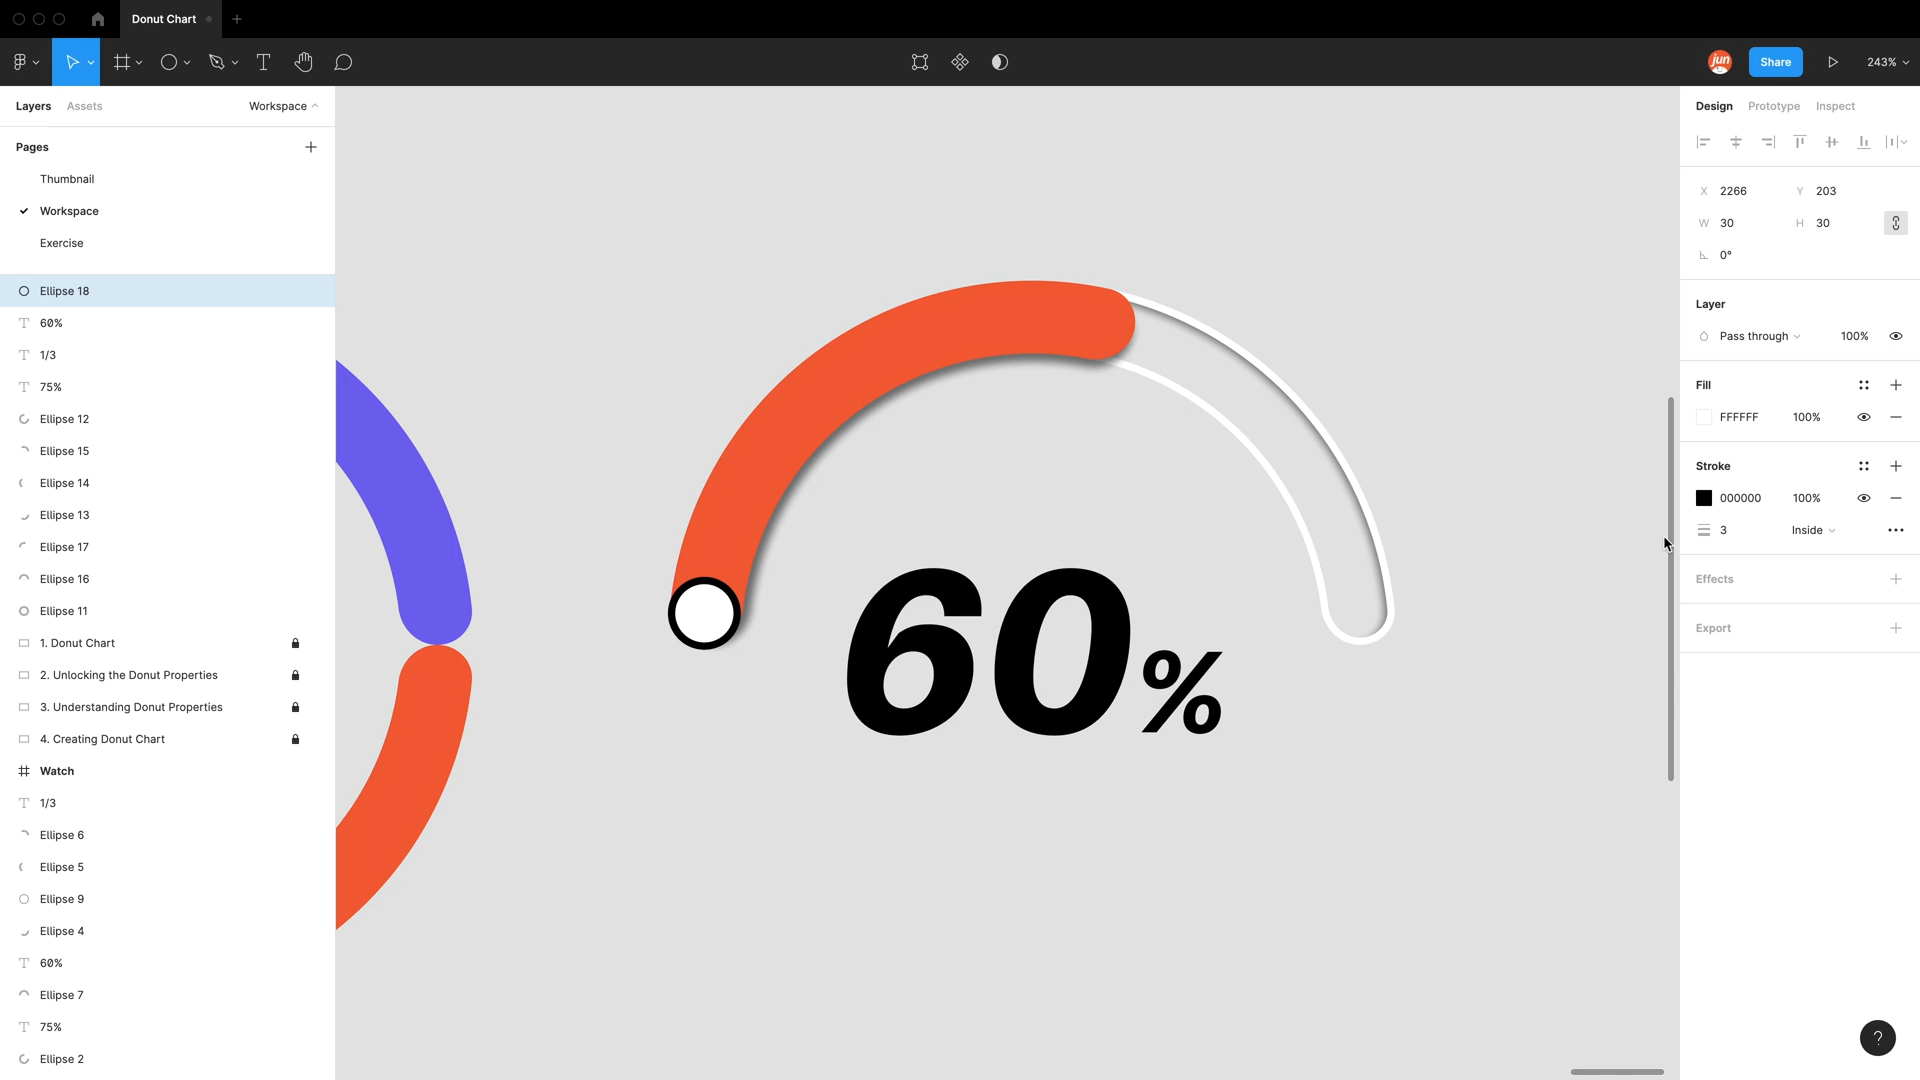 Donut Chart
jun
Share
243%
Layers
Assets
Workspace
Design
Prototype
Inspect
Pages
Thumbnail
Workspace
Exercise
X 2266
Y 203
W 30
H 30
0°
Ellipse 18
60%
1/3
75%
Ellipse 12
Ellipse 15
Ellipse 14
Ellipse 13
Ellipse 17
Ellipse 16
Ellipse 11
1. Donut Chart
2. Unlocking the Donut Properties
3. Understanding Donut Properties
4. Creating Donut Chart
Watch
1/3
Ellipse 6
Ellipse 5
Ellipse 9
Ellipse 4
60%
Ellipse 7
75%
Ellipse 2
60%
Layer
Pass through
100%
Fill
FFFFFF
100%
Stroke
000000
100%
3
Inside
Effects
Export
?